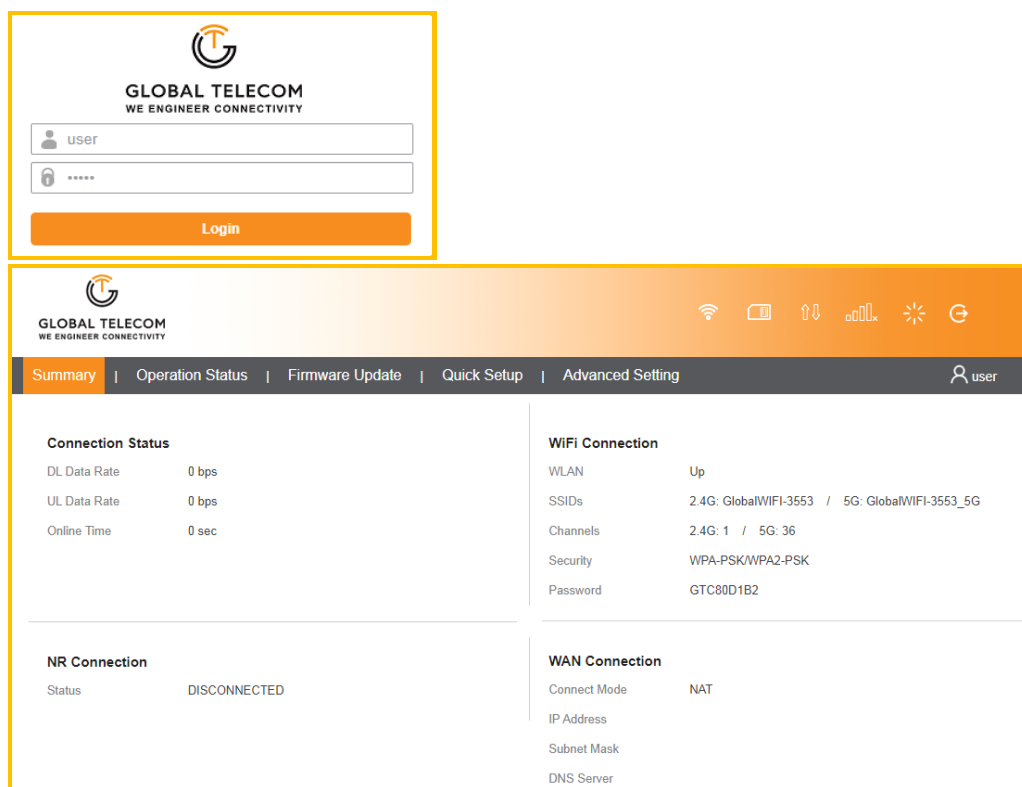 GLOBAL TELECOM
WE ENGINEER CONNECTIVITY
user
•••••
Login
GLOBAL TELECOM
WE ENGINEER CONNECTIVITY
Summary | Operation Status | Firmware Update | Quick Setup | Advanced Setting user
Connection Status
DL Data Rate 0 bps
UL Data Rate 0 bps
Online Time 0 sec
WiFi Connection
WLAN Up
SSIDs 2.4G: GlobalWIFI-3553 / 5G: GlobalWIFI-3553_5G
Channels 2.4G: 1 / 5G: 36
Security WPA-PSK/WPA2-PSK
Password GTC80D1B2
NR Connection
Status DISCONNECTED
WAN Connection
Connect Mode NAT
IP Address
Subnet Mask
DNS Server